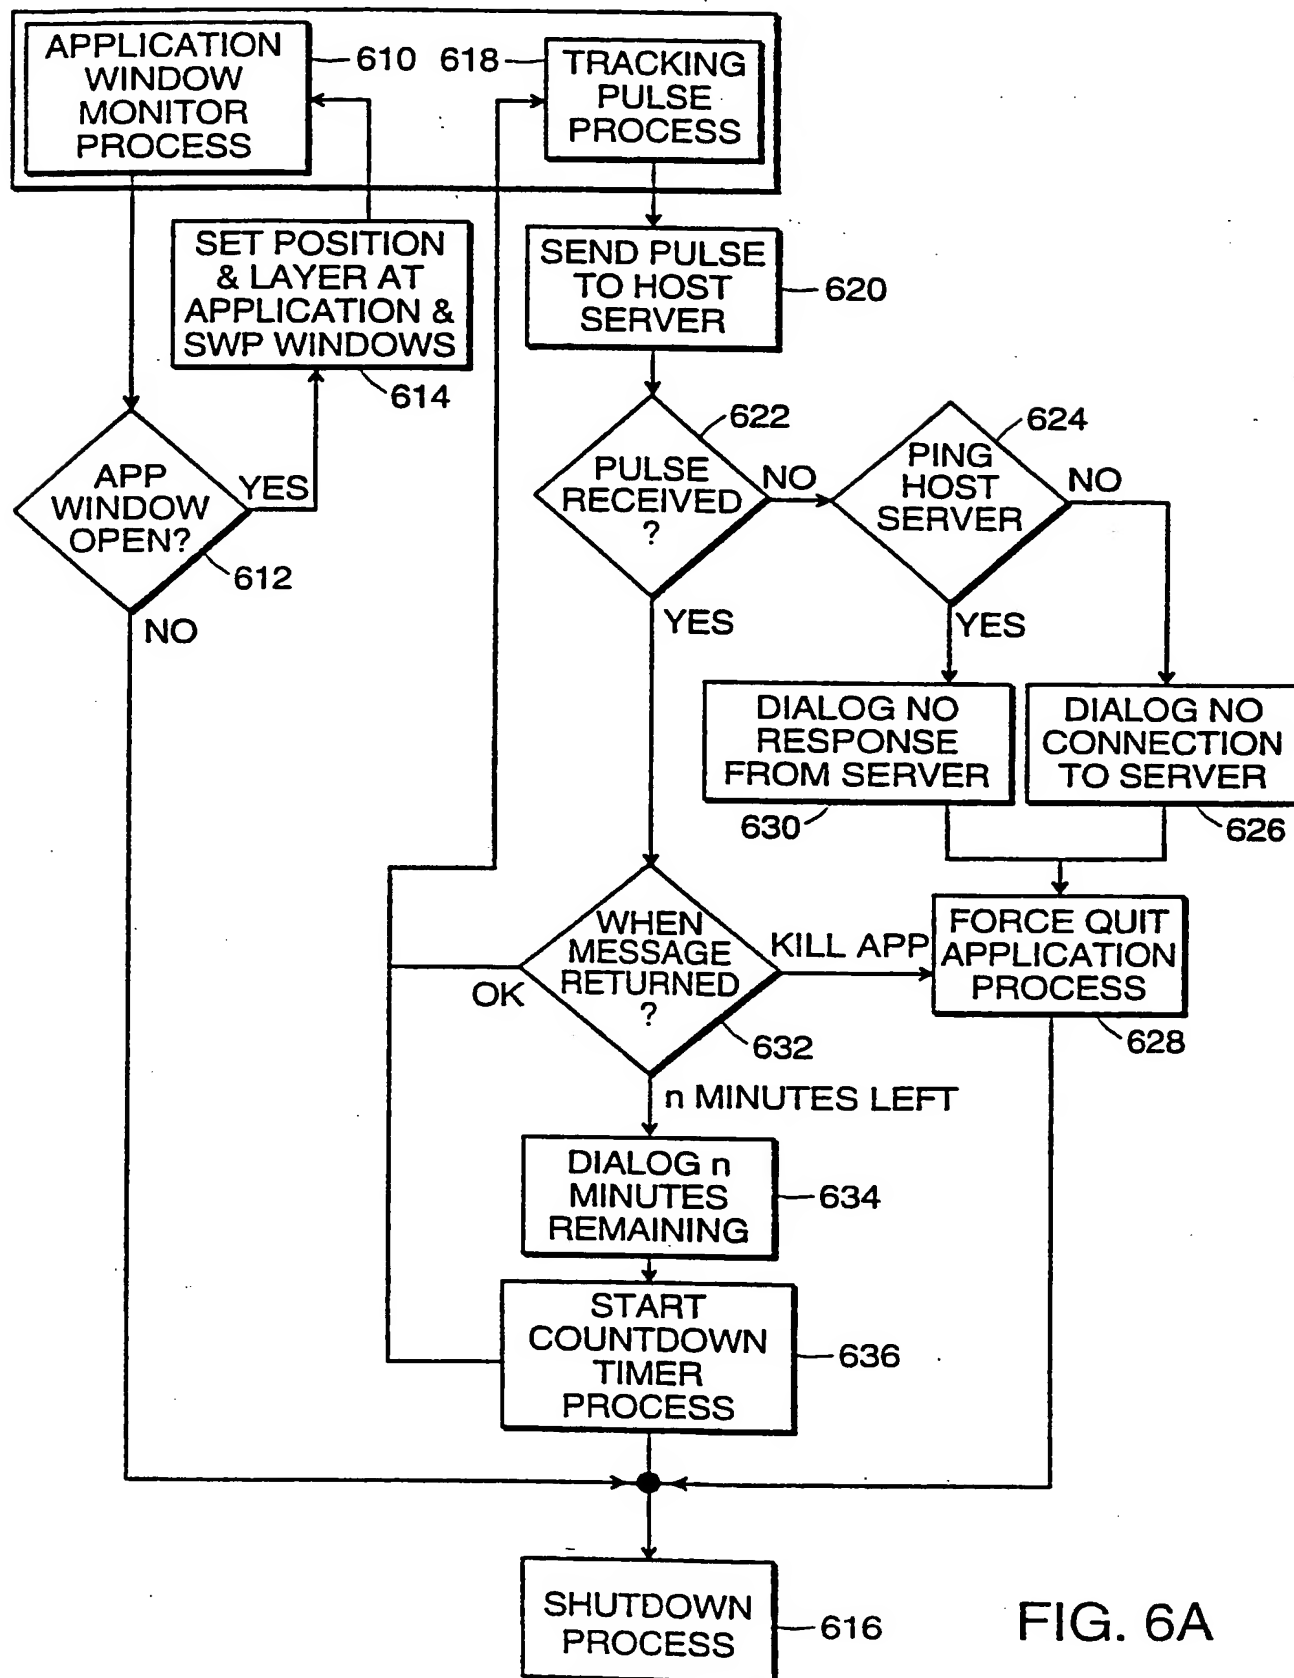 APPLICATION
WINDOW
MONITOR
PROCESS
610
618
TRACKING
PULSE
PROCESS
SET POSITION
& LAYER AT
APPLICATION &
SWP WINDOWS
614
SEND PULSE
TO HOST
SERVER
620
APP
WINDOW
OPEN?
YES
612
NO
PULSE
RECEIVED
?
622
NO
YES
PING
HOST
SERVER
624
NO
YES
DIALOG NO
RESPONSE
FROM SERVER
630
DIALOG NO
CONNECTION
TO SERVER
626
WHEN
MESSAGE
RETURNED
?
OK
KILL APP
632
FORCE QUIT
APPLICATION
PROCESS
628
n MINUTES LEFT
DIALOG n
MINUTES
REMAINING
634
START
COUNTDOWN
TIMER
PROCESS
636
SHUTDOWN
PROCESS
616
FIG. 6A